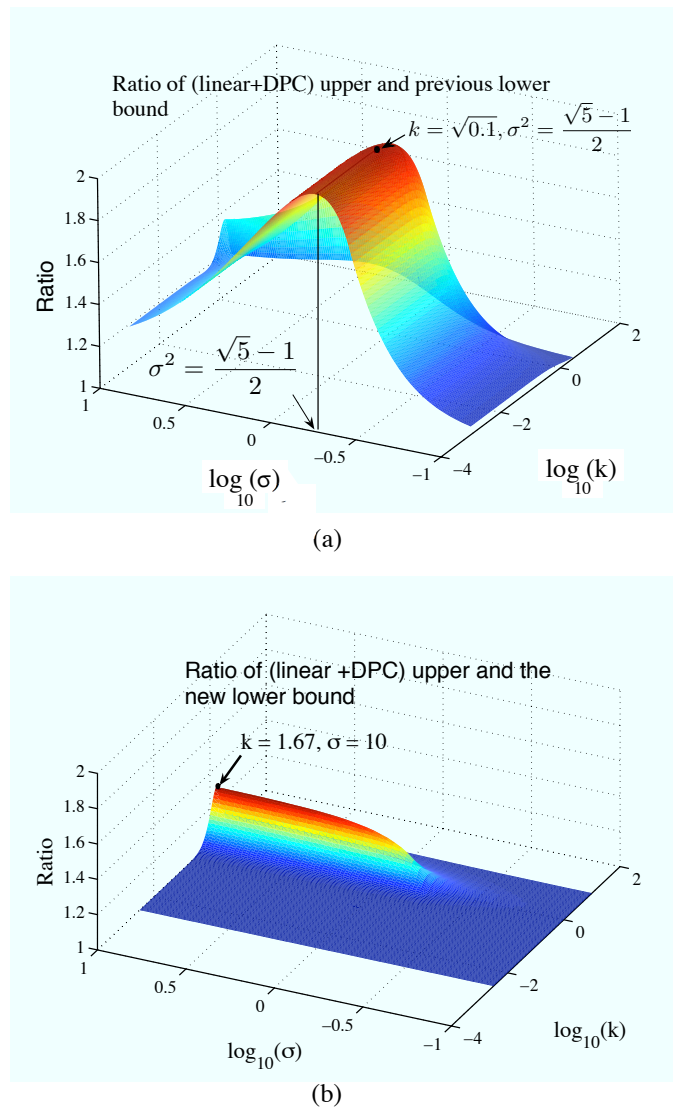 Ratio of (linear+DPC) upper and previous lower
bound
k = √0.1, σ² = (√5 − 1)/2
2
1.8
1.6
1.4
1.2
1
Ratio
σ² = (√5 − 1)/2
1
0.5
0
−0.5
−1
log₁₀(σ)
−4
−2
0
2
log₁₀(k)
(a)
Ratio of (linear +DPC) upper and the
new lower bound
k = 1.67, σ = 10
2
1.8
1.6
1.4
1.2
1
Ratio
1
0.5
0
−0.5
−1
log₁₀(σ)
−4
−2
0
2
log₁₀(k)
(b)